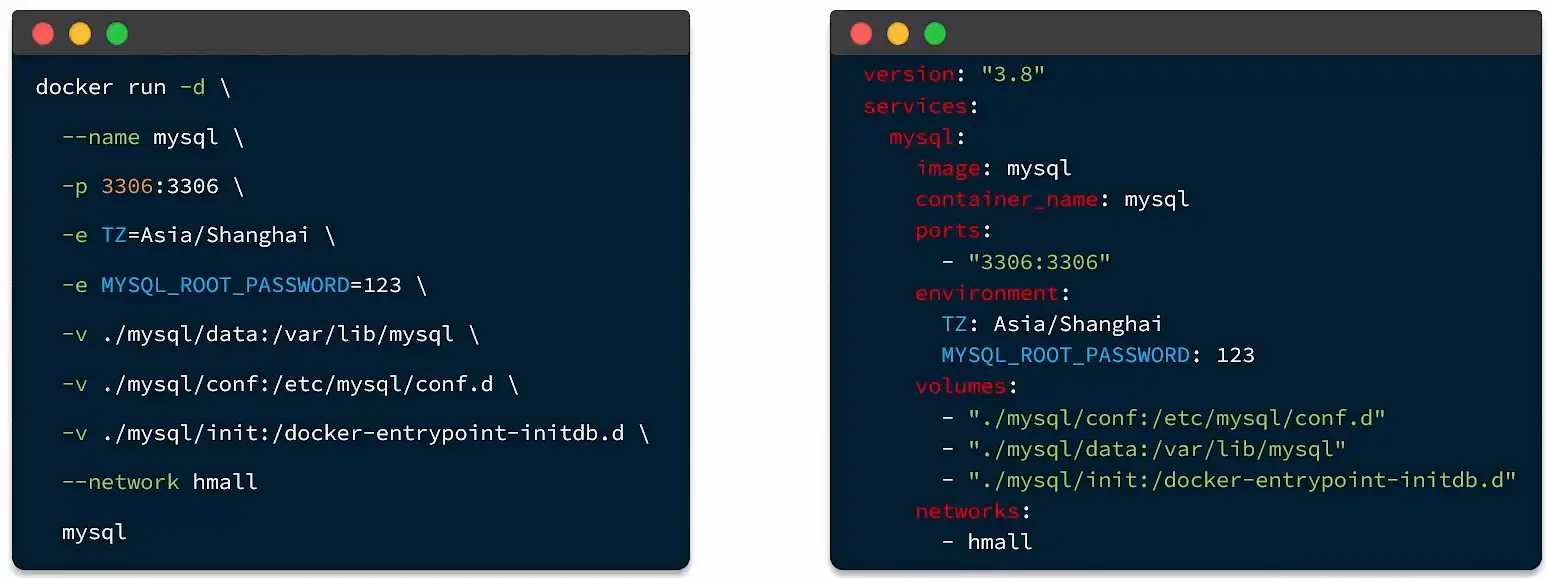 docker run -d \
--name mysql \
-p 3306:3306 \
-e TZ=Asia/Shanghai \
-e MYSQL_ROOT_PASSWORD=123 \
-v ./mysql/data:/var/lib/mysql \
-v ./mysql/conf:/etc/mysql/conf.d \
-v ./mysql/init:/docker-entrypoint-initdb.d \
--network hmall
mysql
version: "3.8"
services:
  mysql:
    image: mysql
    container_name: mysql
    ports:
      - "3306:3306"
    environment:
      TZ: Asia/Shanghai
      MYSQL_ROOT_PASSWORD: 123
    volumes:
      - "./mysql/conf:/etc/mysql/conf.d"
      - "./mysql/data:/var/lib/mysql"
      - "./mysql/init:/docker-entrypoint-initdb.d"
    networks:
      - hmall